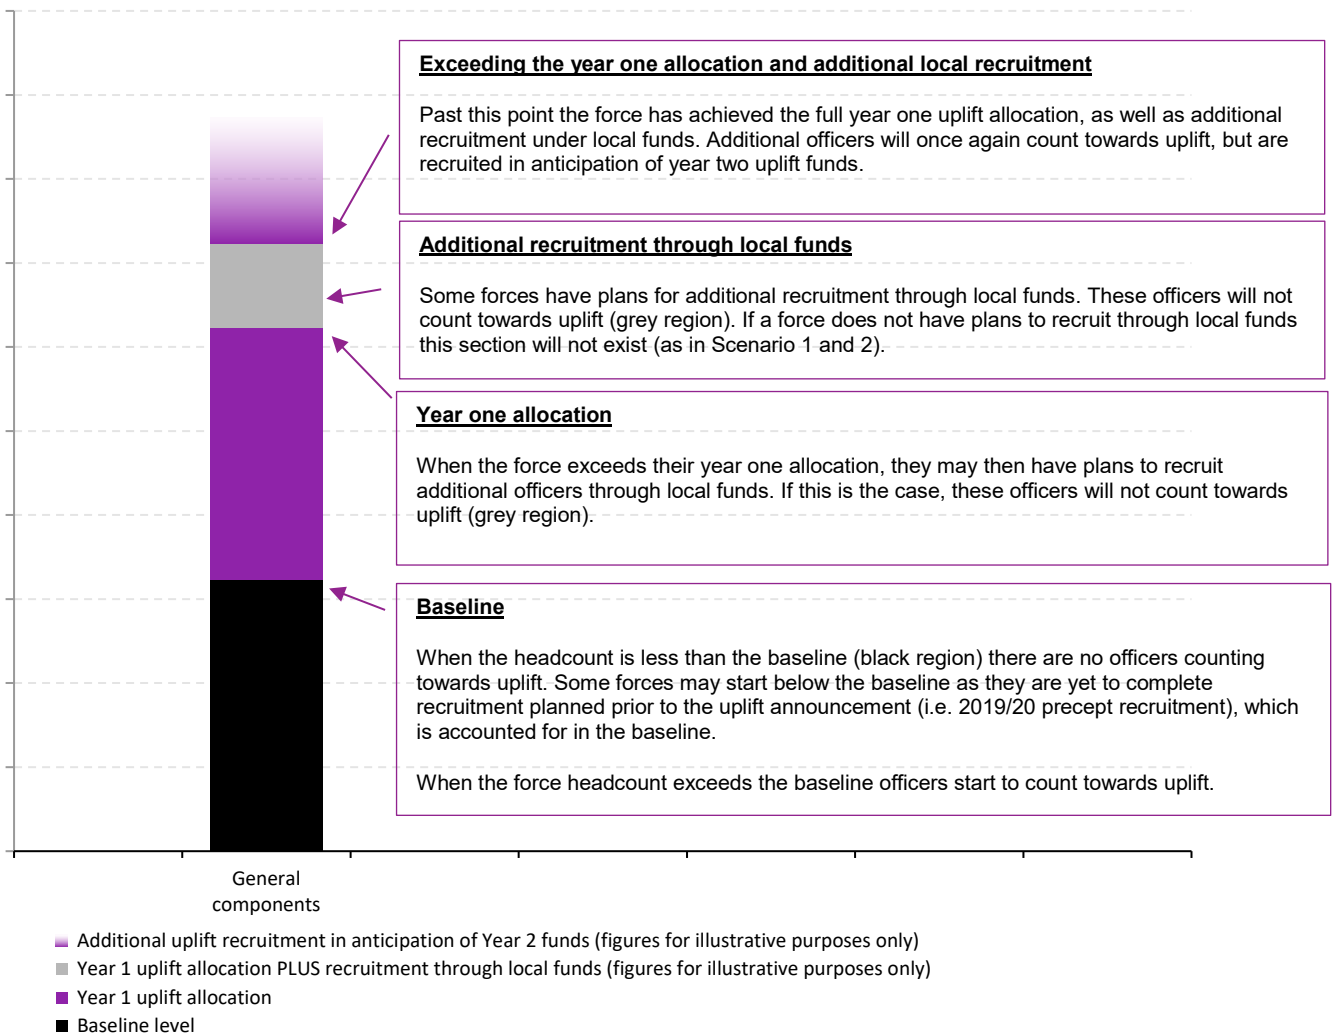 Exceeding the year one allocation and additional local recruitment
Past this point the force has achieved the full year one uplift allocation, as well as additional
recruitment under local funds. Additional officers will once again count towards uplift, but are
recruited in anticipation of year two uplift funds.
Additional recruitment through local funds
Some forces have plans for additional recruitment through local funds. These officers will not
count towards uplift (grey region). If a force does not have plans to recruit through local funds
this section will not exist (as in Scenario 1 and 2).
Year one allocation
When the force exceeds their year one allocation, they may then have plans to recruit
additional officers through local funds. If this is the case, these officers will not count towards
uplift (grey region).
Baseline
When the headcount is less than the baseline (black region) there are no officers counting
towards uplift. Some forces may start below the baseline as they are yet to complete
recruitment planned prior to the uplift announcement (i.e. 2019/20 precept recruitment), which
is accounted for in the baseline.
When the force headcount exceeds the baseline officers start to count towards uplift.
General
components
Additional uplift recruitment in anticipation of Year 2 funds (figures for illustrative purposes only)
Year 1 uplift allocation PLUS recruitment through local funds (figures for illustrative purposes only)
Year 1 uplift allocation
Baseline level